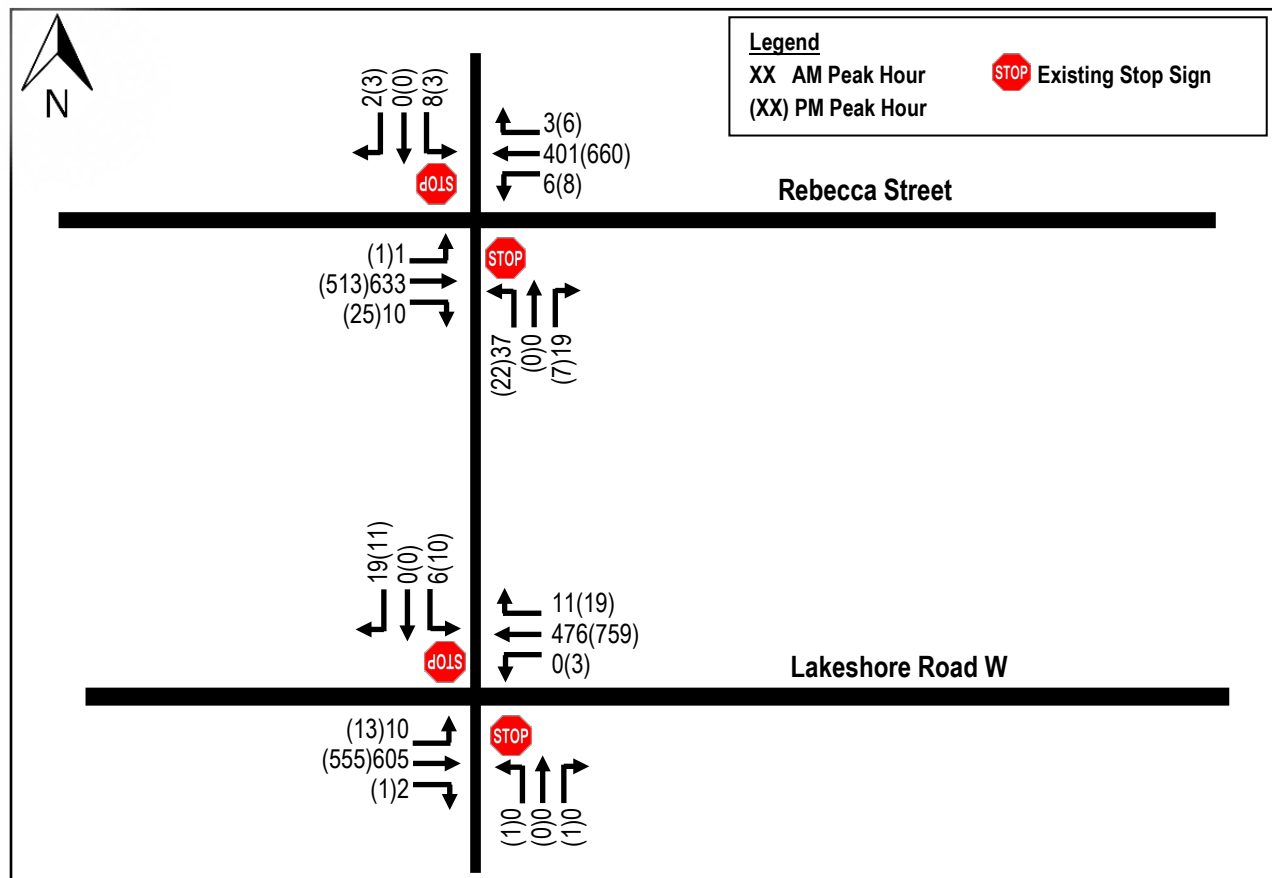 N
Legend
XX AM Peak Hour
(XX) PM Peak Hour
STOP Existing Stop Sign
2(3)
0(0)
8(3)
3(6)
401(660)
6(8)
STOP
Rebecca Street
(1)1
(513)633
(25)10
STOP
(22)37
(0)0
(7)19
19(11)
0(0)
6(10)
11(19)
476(759)
0(3)
STOP
Lakeshore Road W
(13)10
(555)605
(1)2
STOP
(1)0
(0)0
(1)0